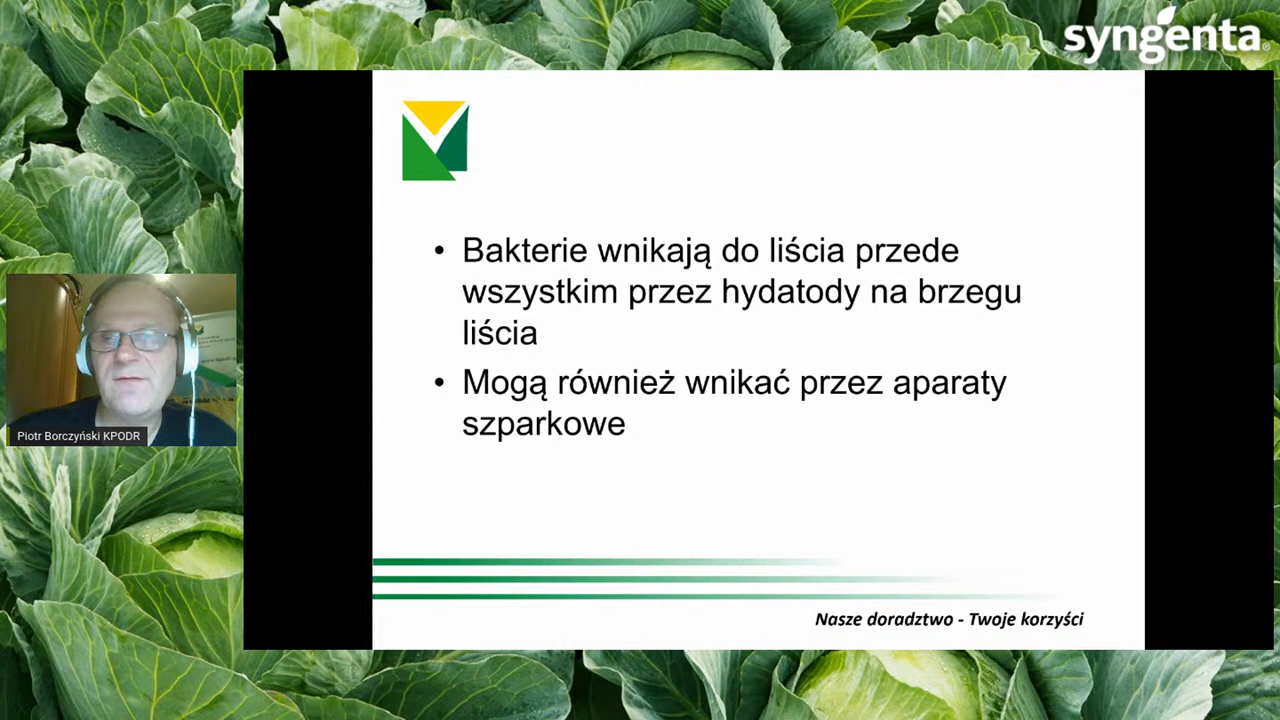 syngenta
Bakterie wnikają do liścia przede
wszystkim przez hydatody na brzegu
liścia
Mogą również wnikać przez aparaty
szparkowe
Piotr Borczyński KPODR
Nasze doradztwo - Twoje korzyści